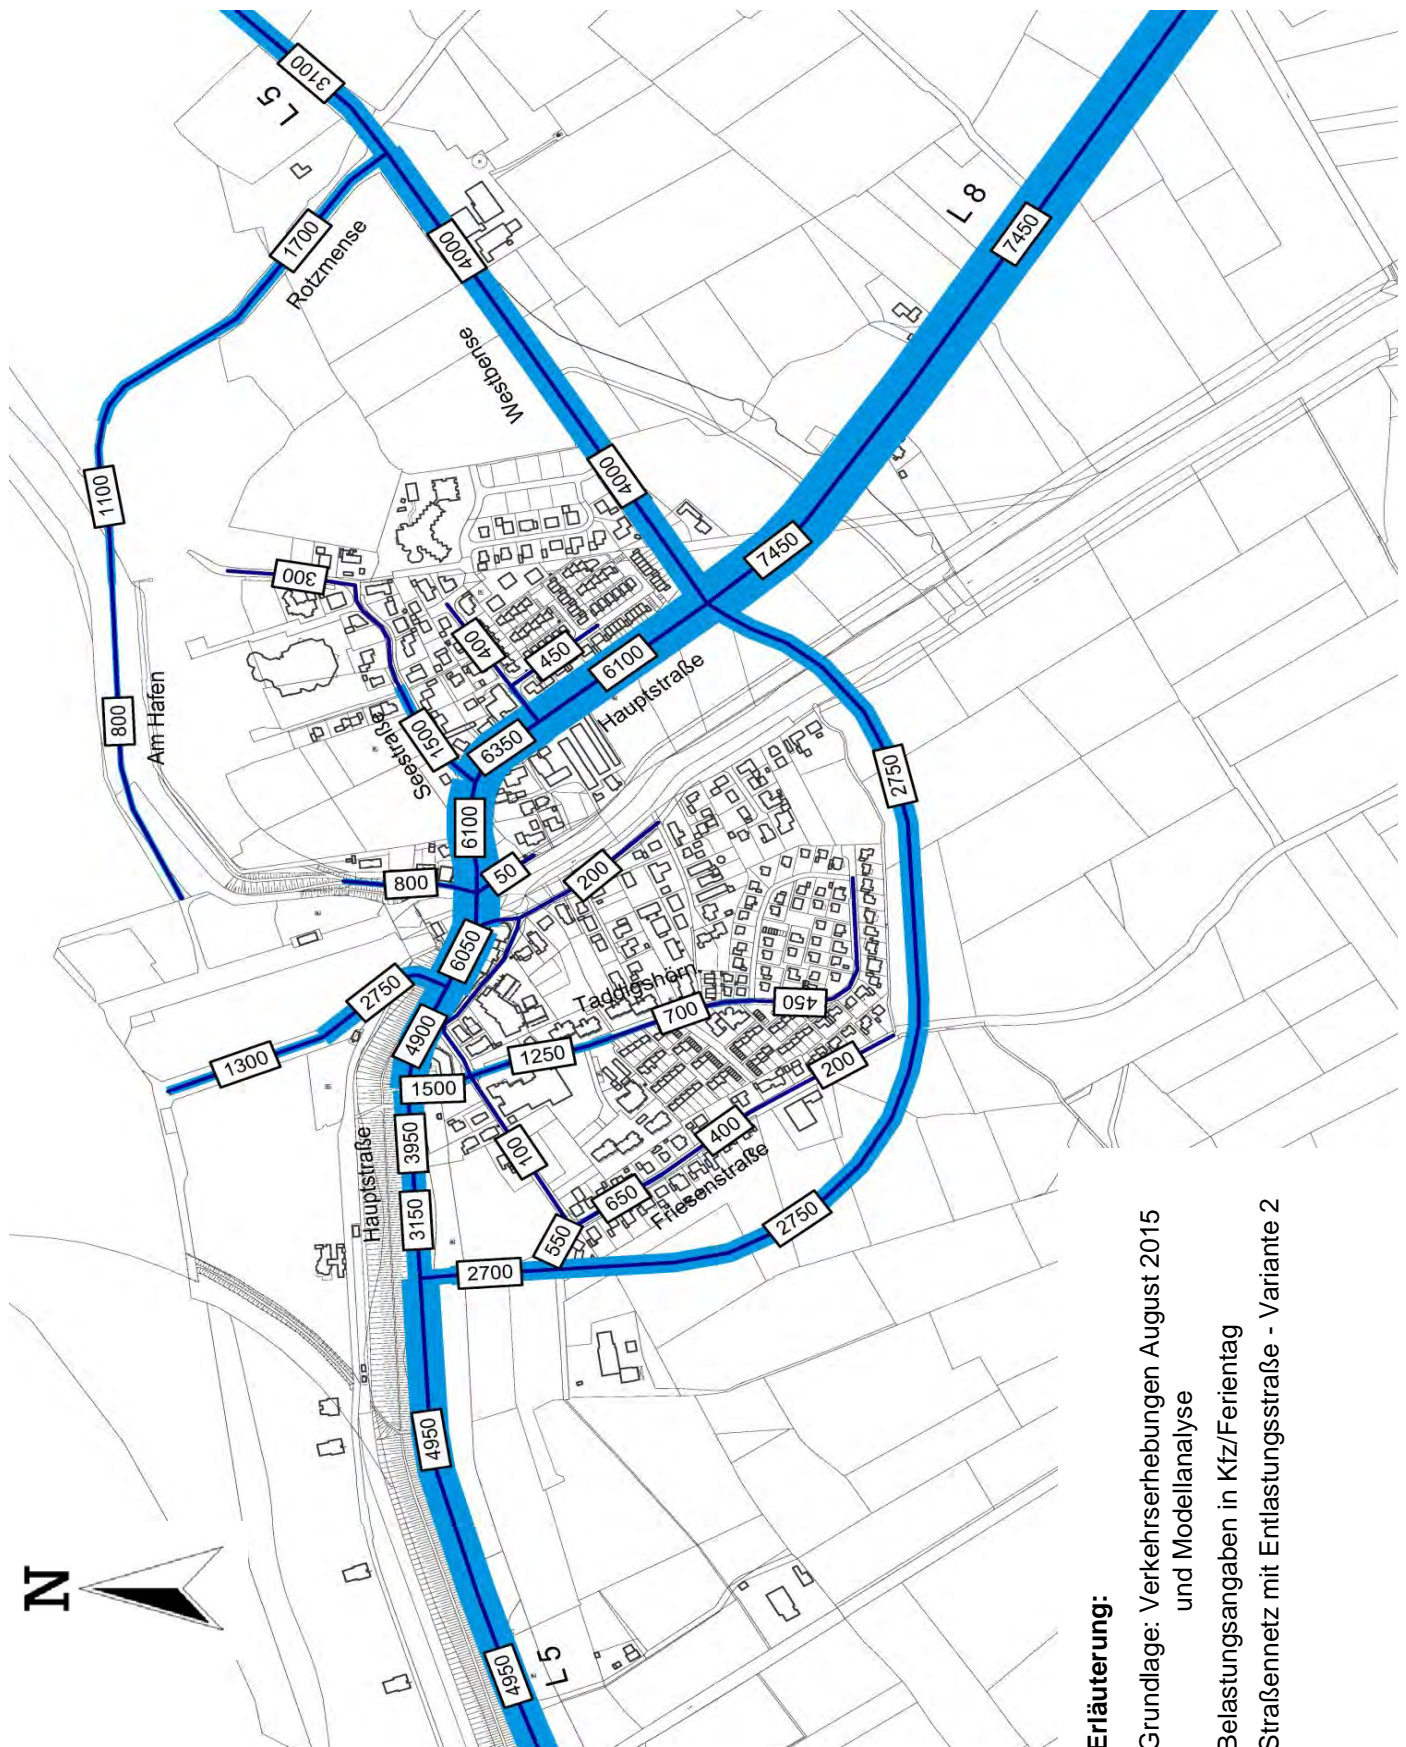 3100
L 5
1700
Rotzmense
4000
Westbense
L 8
7450
1100
4000
7450
300
400
450
6100
Hauptstraße
800
Am Hafen
Seestraße
1500
6350
6100
2750
800
50
200
6050
2750
4900
1300
Taddigshörn
700
450
1250
1500
200
Hauptstraße
3950
400
100
3150
650
Friesenstraße
550
2750
2700
4950
N
4950
L 5
Erläuterung:
Grundlage: Verkehrserhebungen August 2015
und Modellanalyse
Belastungsangaben in Kfz/Ferientag
Straßennetz mit Entlastungsstraße - Variante 2